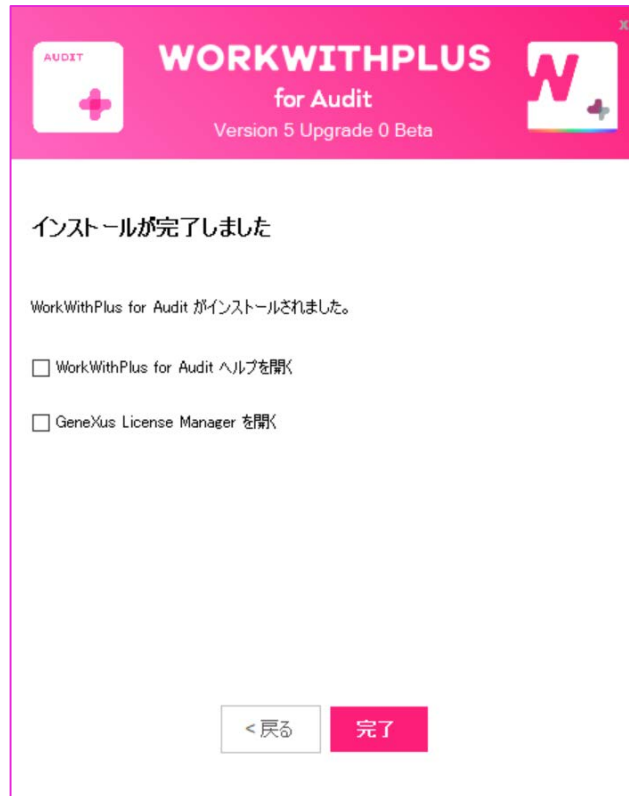 AUDIT
WORKWITHPLUS
for Audit
Version 5 Upgrade 0 Beta
x
インストールが完了しました
WorkWithPlus for Audit がインストールされました。
WorkWithPlus for Audit ヘルプを開く
GeneXus License Manager を開く
<戻る
完了